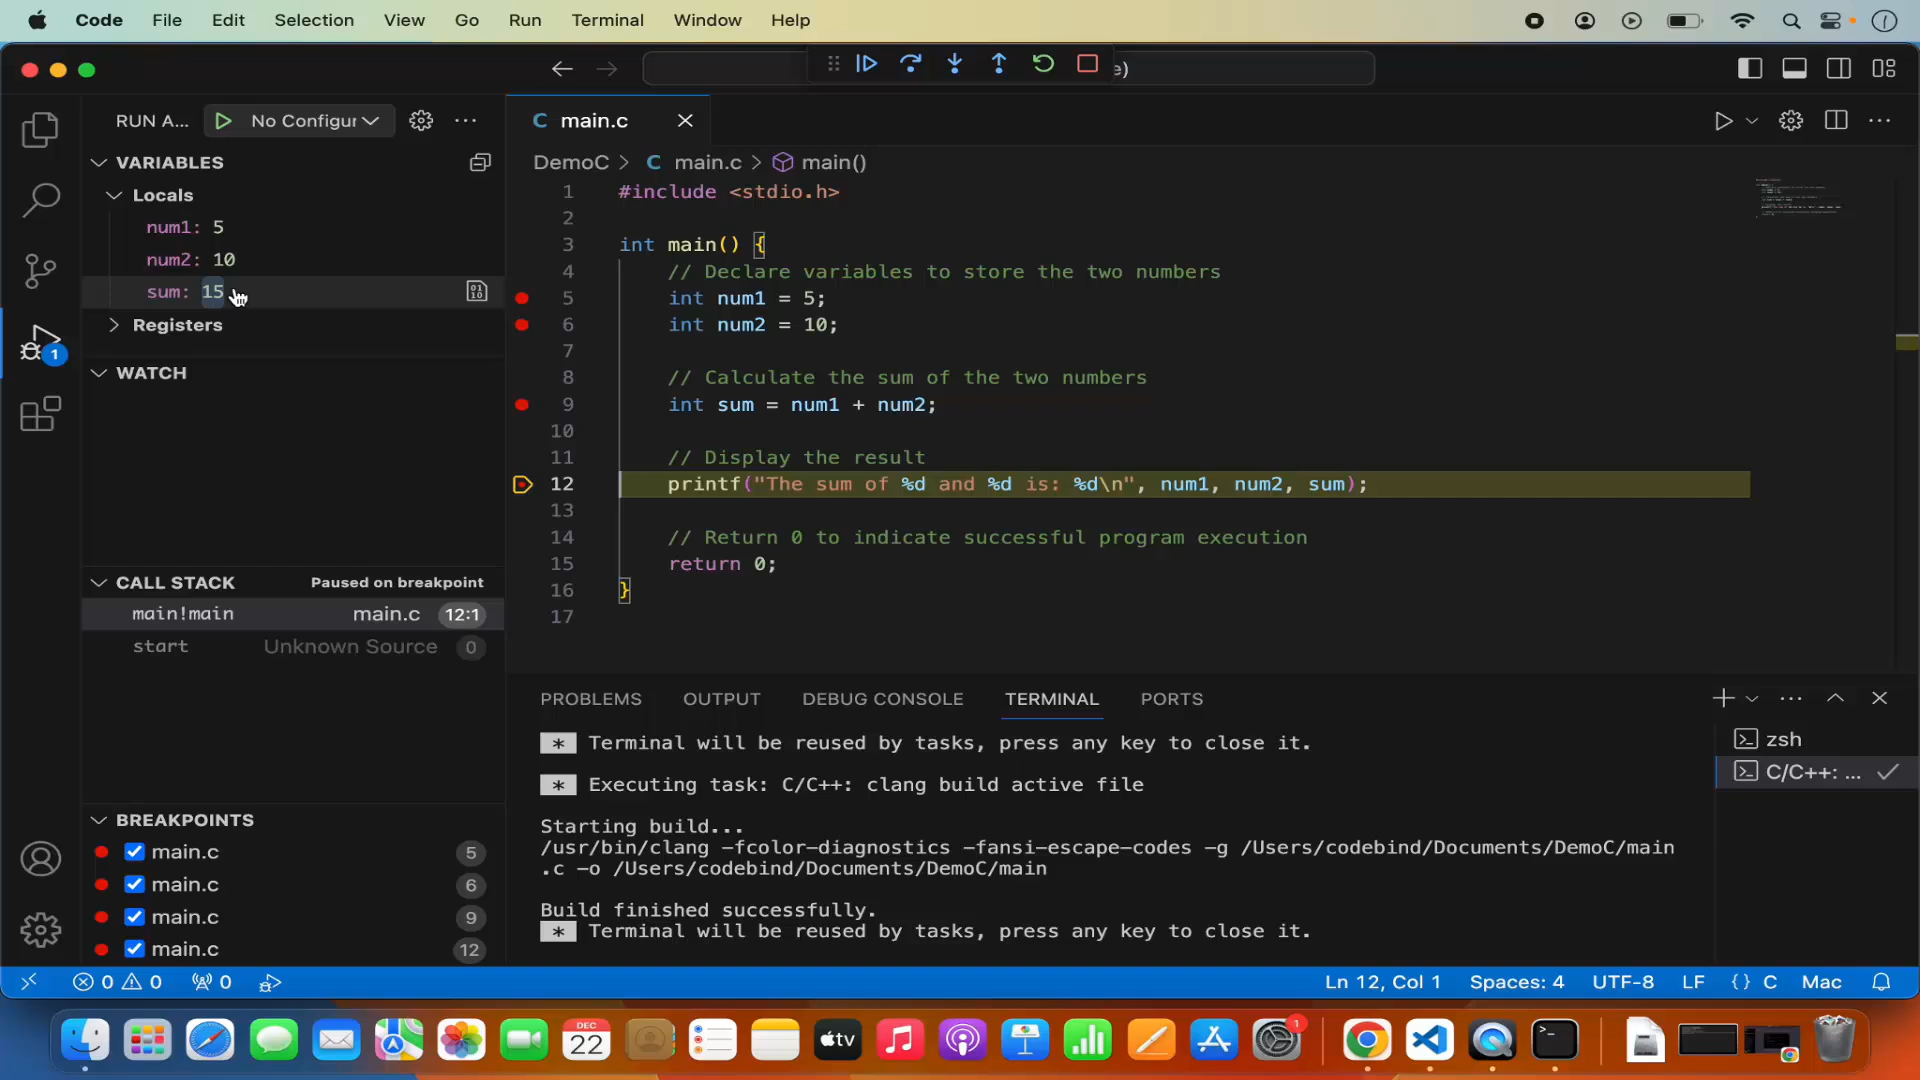 Code File Edit Selection View Go Run Terminal Window Help
e)
RUN A... No Configur
main.c
VARIABLES
Locals
num1: 5
num2: 10
sum: 15
Registers
WATCH
CALL STACK Paused on breakpoint
main!main main.c 12:1
start Unknown Source 0
BREAKPOINTS
main.c 5
main.c 6
main.c 9
main.c 12
DemoC > C main.c > main()
1 #include <stdio.h>
2
3 int main() {
4 // Declare variables to store the two numbers
5 int num1 = 5;
6 int num2 = 10;
7
8 // Calculate the sum of the two numbers
9 int sum = num1 + num2;
10
11 // Display the result
12 printf("The sum of %d and %d is: %d\n", num1, num2, sum);
13
14 // Return 0 to indicate successful program execution
15 return 0;
16 }
17
PROBLEMS OUTPUT DEBUG CONSOLE TERMINAL PORTS
* Terminal will be reused by tasks, press any key to close it.
* Executing task: C/C++: clang build active file
Starting build...
/usr/bin/clang -fcolor-diagnostics -fansi-escape-codes -g /Users/codebind/Documents/DemoC/main
.c -o /Users/codebind/Documents/DemoC/main
Build finished successfully.
* Terminal will be reused by tasks, press any key to close it.
zsh
C/C++: ...
1
0 0 0 Ln 12, Col 1 Spaces: 4 UTF-8 LF {} C Mac
DEC
22
tv
1